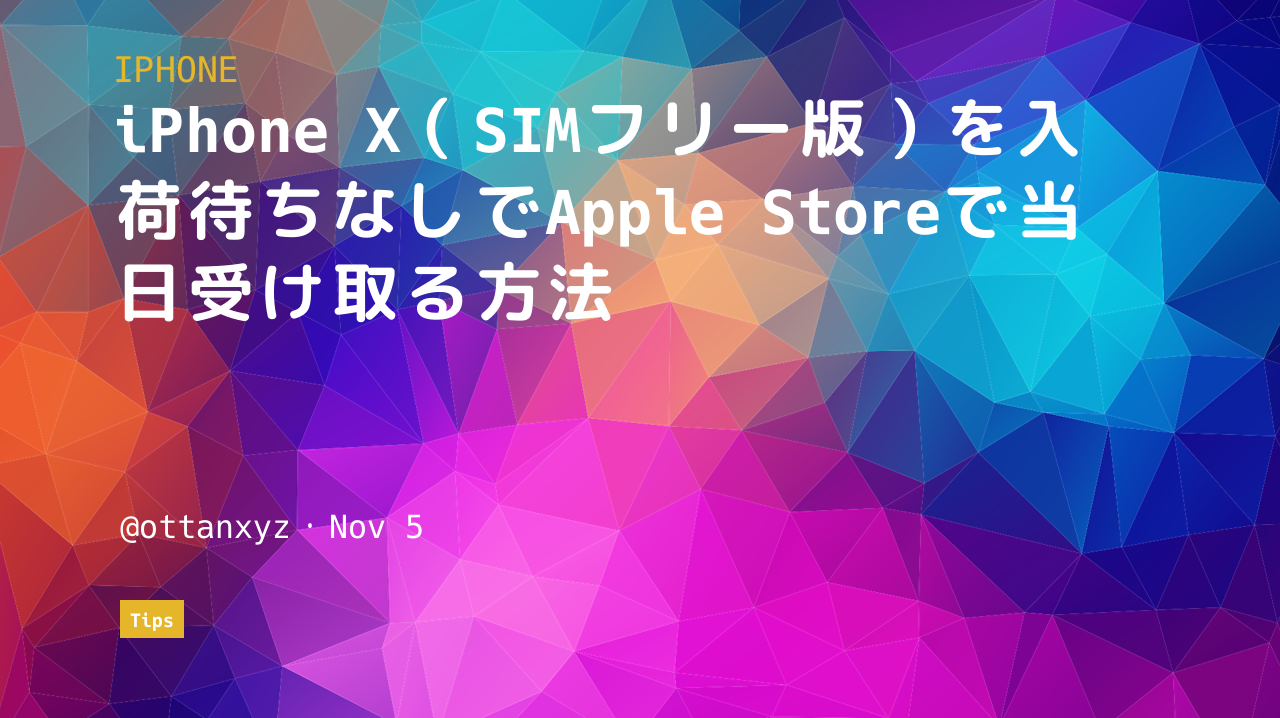 IPHONE
iPhone X(SIMフリー版)を入
荷待ちなしでApple Storeで当
日受け取る方法
@ottanxyz・Nov 5
Tips